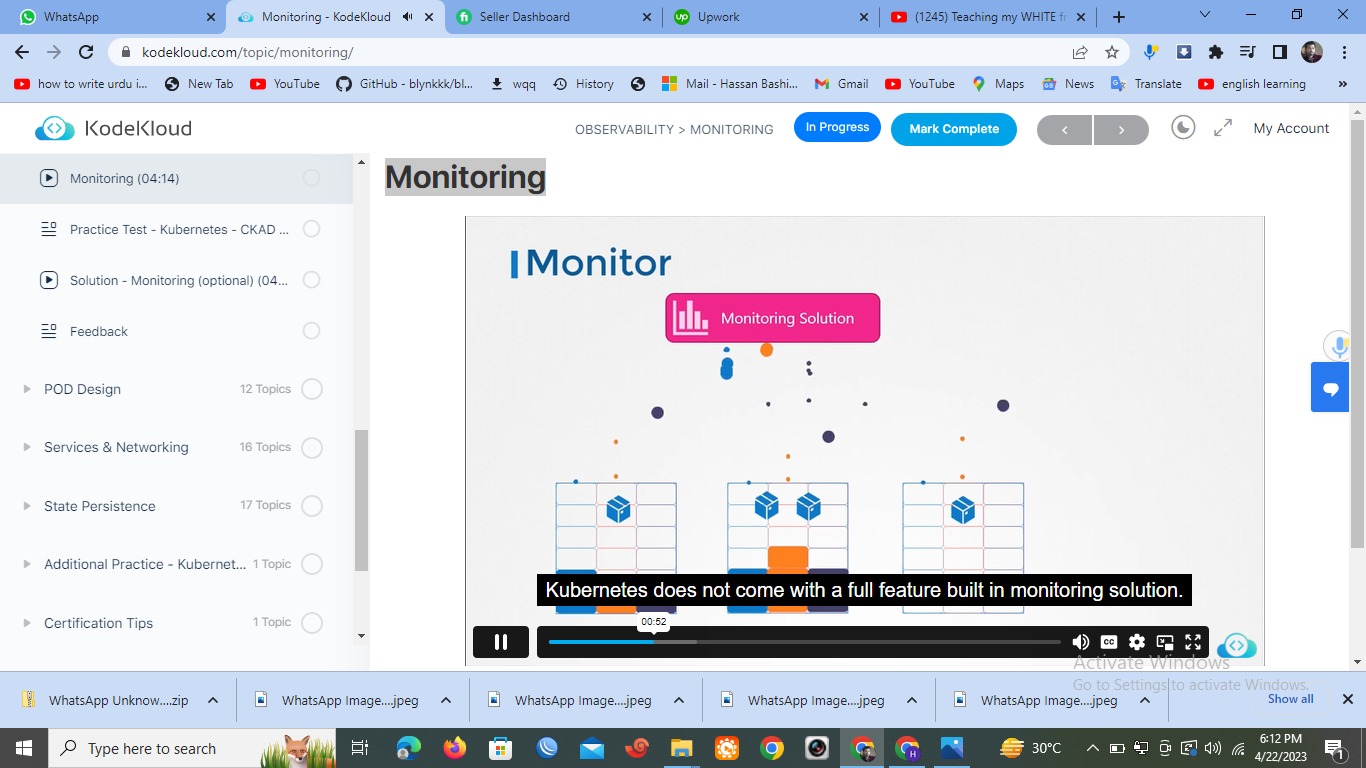 WhatsApp
Monitoring - KodeKloud
Seller Dashboard
Upwork
(1245) Teaching my WHITE fr
kodekloud.com/topic/monitoring/
how to write urdu i...
New Tab
YouTube
GitHub - blynkkk/bl...
wqq
History
Mail - Hassan Bashi...
Gmail
YouTube
Maps
News
Translate
english learning
»
KodeKloud
OBSERVABILITY > MONITORING
In Progress
Mark Complete
My Account
Monitoring (04:14)
Practice Test - Kubernetes - CKAD ...
Solution - Monitoring (optional) (04...
Feedback
POD Design
12 Topics
Services & Networking
16 Topics
State Persistence
17 Topics
Additional Practice - Kubernet...
1 Topic
Certification Tips
1 Topic
Monitoring
Monitor
Monitoring Solution
Kubernetes does not come with a full feature built in monitoring solution.
00:52
CC
Activate Windows
Go to Settings to activate Windows.
WhatsApp Unknow....zip
WhatsApp Image....jpeg
WhatsApp Image....jpeg
WhatsApp Image....jpeg
WhatsApp Image....jpeg
Show all
Type here to search
H
30°C
6:12 PM
4/22/2023
1